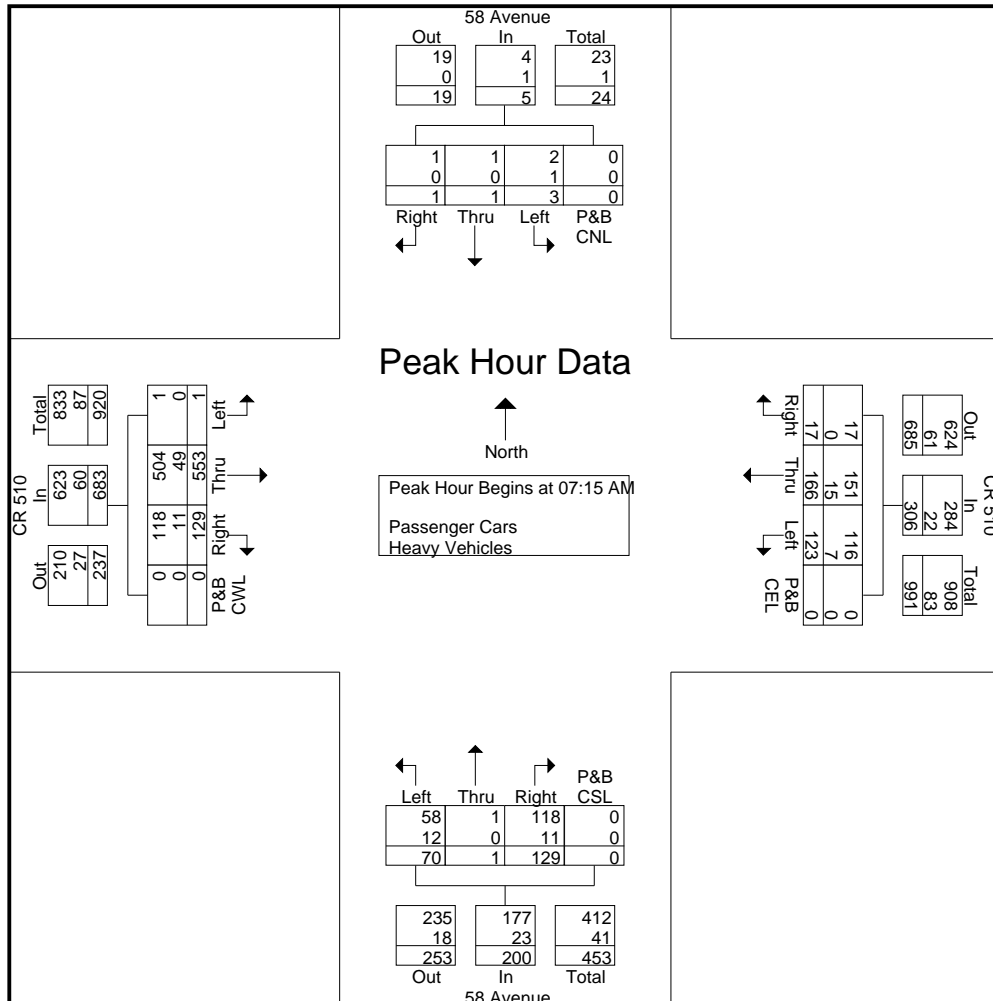 58 Avenue
Out In Total
19 4 23
0 1 1
19 5 24
1 1 2 0
0 0 1 0
1 1 3 0
Right Thru Left P&B
CNL
Peak Hour Data
North
Peak Hour Begins at 07:15 AM
Passenger Cars
Heavy Vehicles
CR 510
Total In Out
833 623 210
87 60 27
920 683 237
1 504 118 0
0 49 11 0
1 553 129 0
Left Thru Right P&B
CWL
CR 510
Out In Total
624 284 908
61 22 83
685 306 991
17 151 116 0
0 15 7 0
17 166 123 0
Right Thru Left P&B
CEL
P&B
Left Thru Right CSL
58 1 118 0
12 0 11 0
70 1 129 0
235 177 412
18 23 41
253 200 453
Out In Total
58 Avenue